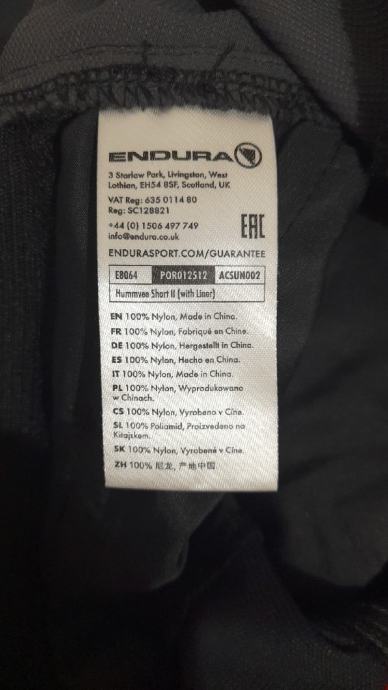 ENDURA
3 Starlaw Park, Livingston, West
Lothian, EH54 8SF, Scotland, UK
VAT Reg: 635 0114 80
Reg: SC128821
+44 (0) 1506 497 749
info@endura.co.uk
EAC
ENDURASPORT.COM/GUARANTEE
E8064 POR012512 ACSUN002
Hummvee Short II (with Liner)
EN 100% Nylon, Made in China.
FR 100% Nylon, Fabriqué en Chine.
DE 100% Nylon, Hergestellt in China.
ES 100% Nylon, Hecho en China.
IT 100% Nylon, Made in China.
PL 100% Nylon, Wyprodukowano
w Chinach.
CS 100% Nylon, Vyrobeno v Číně.
SL 100% Poliamid, Proizvedeno na
Kitajskem.
SK 100% Nylon, Vyrobené v Číne.
ZH 100% 尼龙, 产地中国